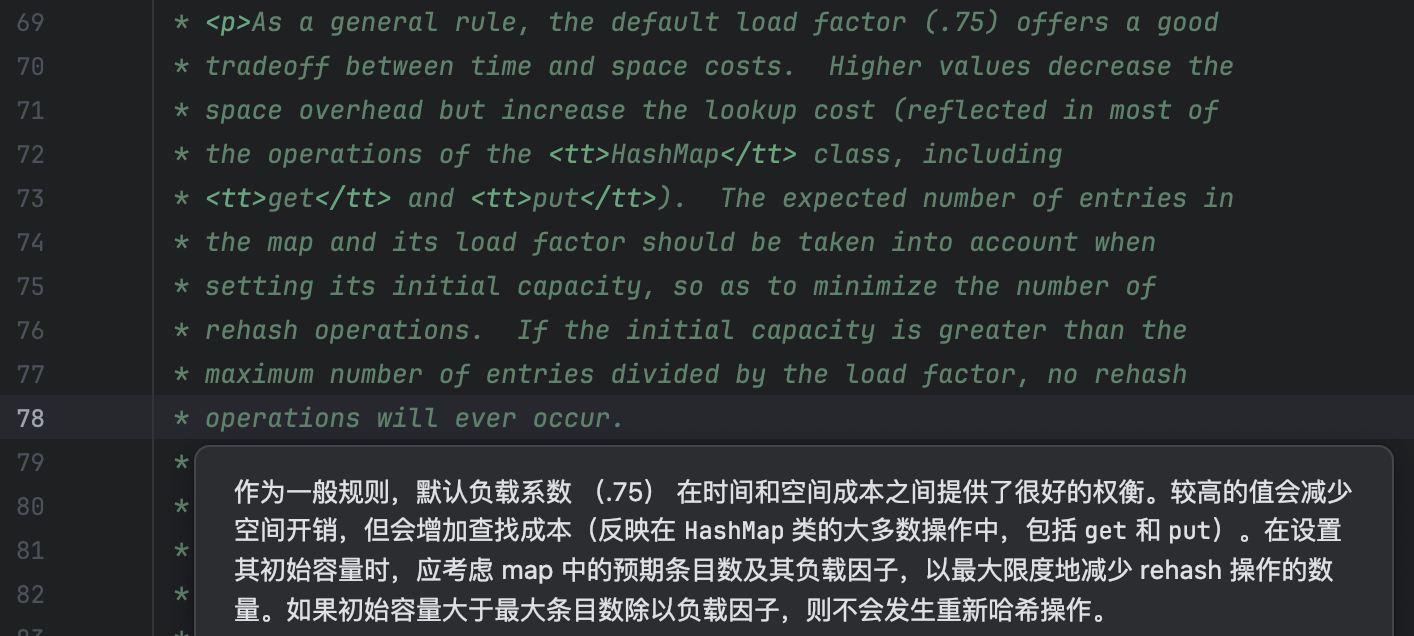 69 * <p>As a general rule, the default load factor (.75) offers a good
70 * tradeoff between time and space costs.  Higher values decrease the
71 * space overhead but increase the lookup cost (reflected in most of
72 * the operations of the <tt>HashMap</tt> class, including
73 * <tt>get</tt> and <tt>put</tt>).  The expected number of entries in
74 * the map and its load factor should be taken into account when
75 * setting its initial capacity, so as to minimize the number of
76 * rehash operations.  If the initial capacity is greater than the
77 * maximum number of entries divided by the load factor, no rehash
78 * operations will ever occur.
79 *
80 *
81 *
82 *
作为一般规则，默认负载系数 （.75） 在时间和空间成本之间提供了很好的权衡。较高的值会减少
空间开销，但会增加查找成本（反映在 HashMap 类的大多数操作中，包括 get 和 put）。在设置
其初始容量时，应考虑 map 中的预期条目数及其负载因子，以最大限度地减少 rehash 操作的数
量。如果初始容量大于最大条目数除以负载因子，则不会发生重新哈希操作。